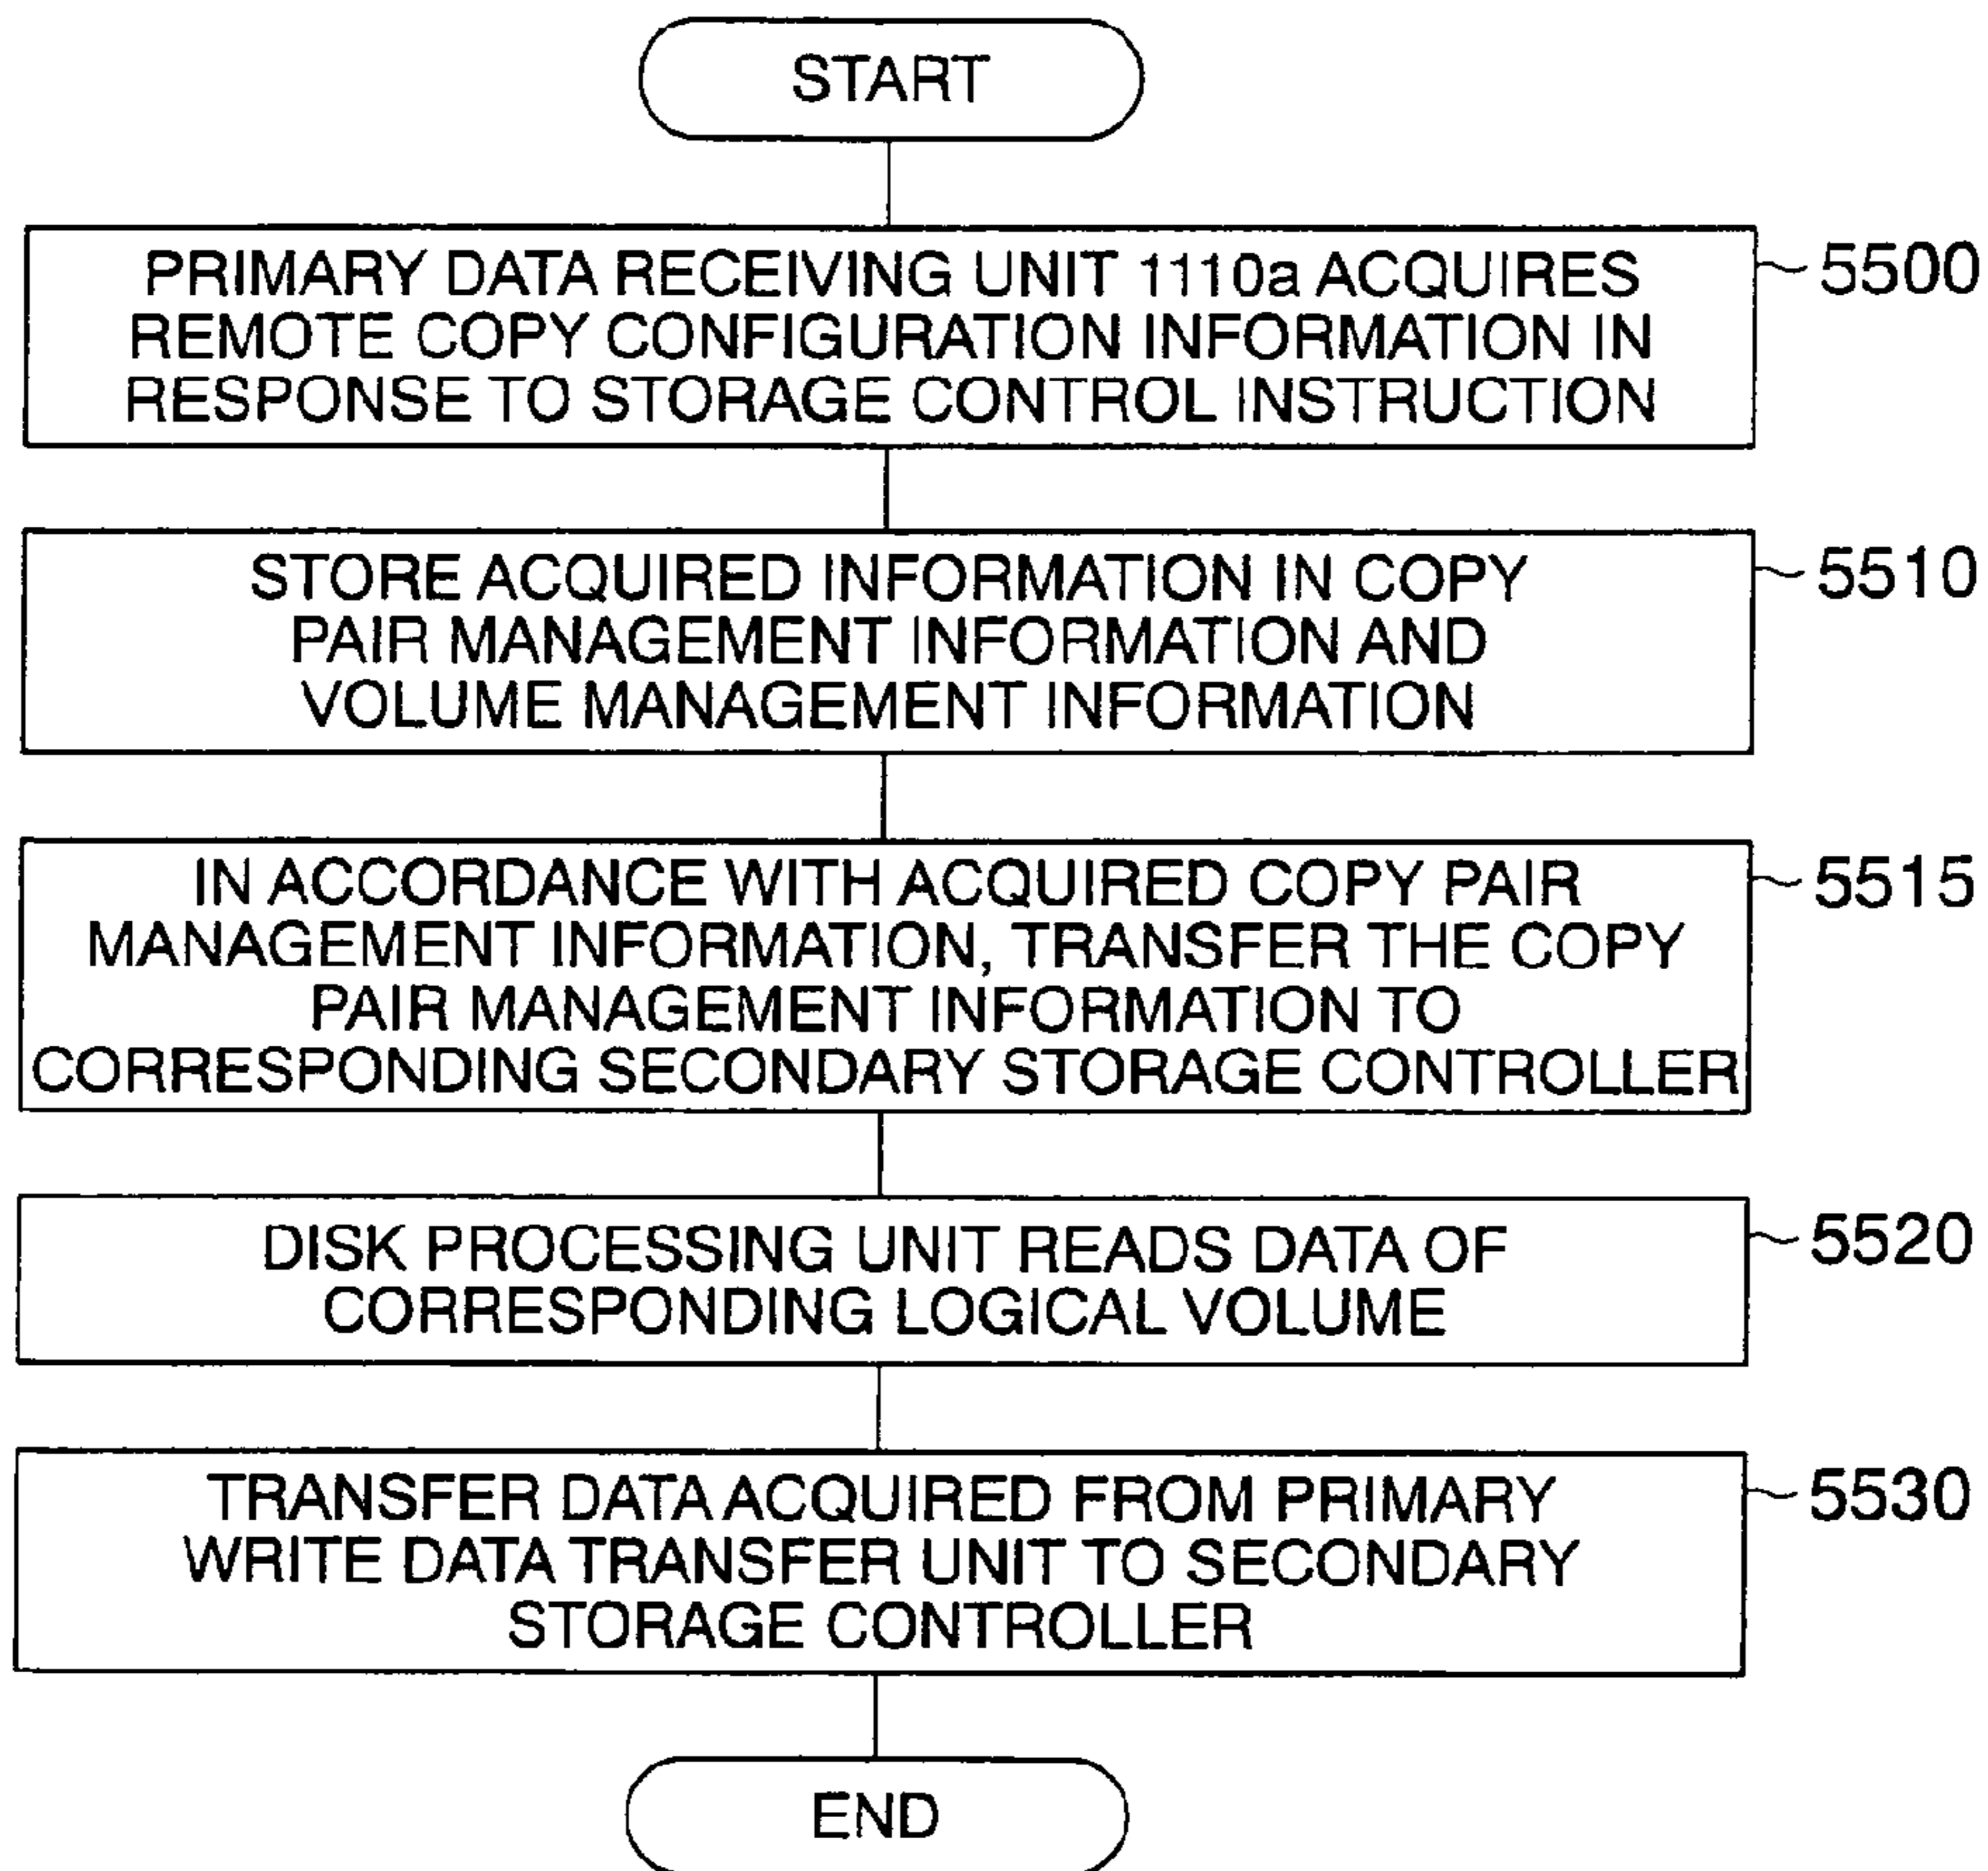 START
PRIMARY DATA RECEIVING UNIT 1110a ACQUIRES
REMOTE COPY CONFIGURATION INFORMATION IN
RESPONSE TO STORAGE CONTROL INSTRUCTION
5500
STORE ACQUIRED INFORMATION IN COPY
PAIR MANAGEMENT INFORMATION AND
VOLUME MANAGEMENT INFORMATION
5510
IN ACCORDANCE WITH ACQUIRED COPY PAIR
MANAGEMENT INFORMATION, TRANSFER THE COPY
PAIR MANAGEMENT INFORMATION TO
CORRESPONDING SECONDARY STORAGE CONTROLLER
5515
DISK PROCESSING UNIT READS DATA OF
CORRESPONDING LOGICAL VOLUME
5520
TRANSFER DATA ACQUIRED FROM PRIMARY
WRITE DATA TRANSFER UNIT TO SECONDARY
STORAGE CONTROLLER
5530
END